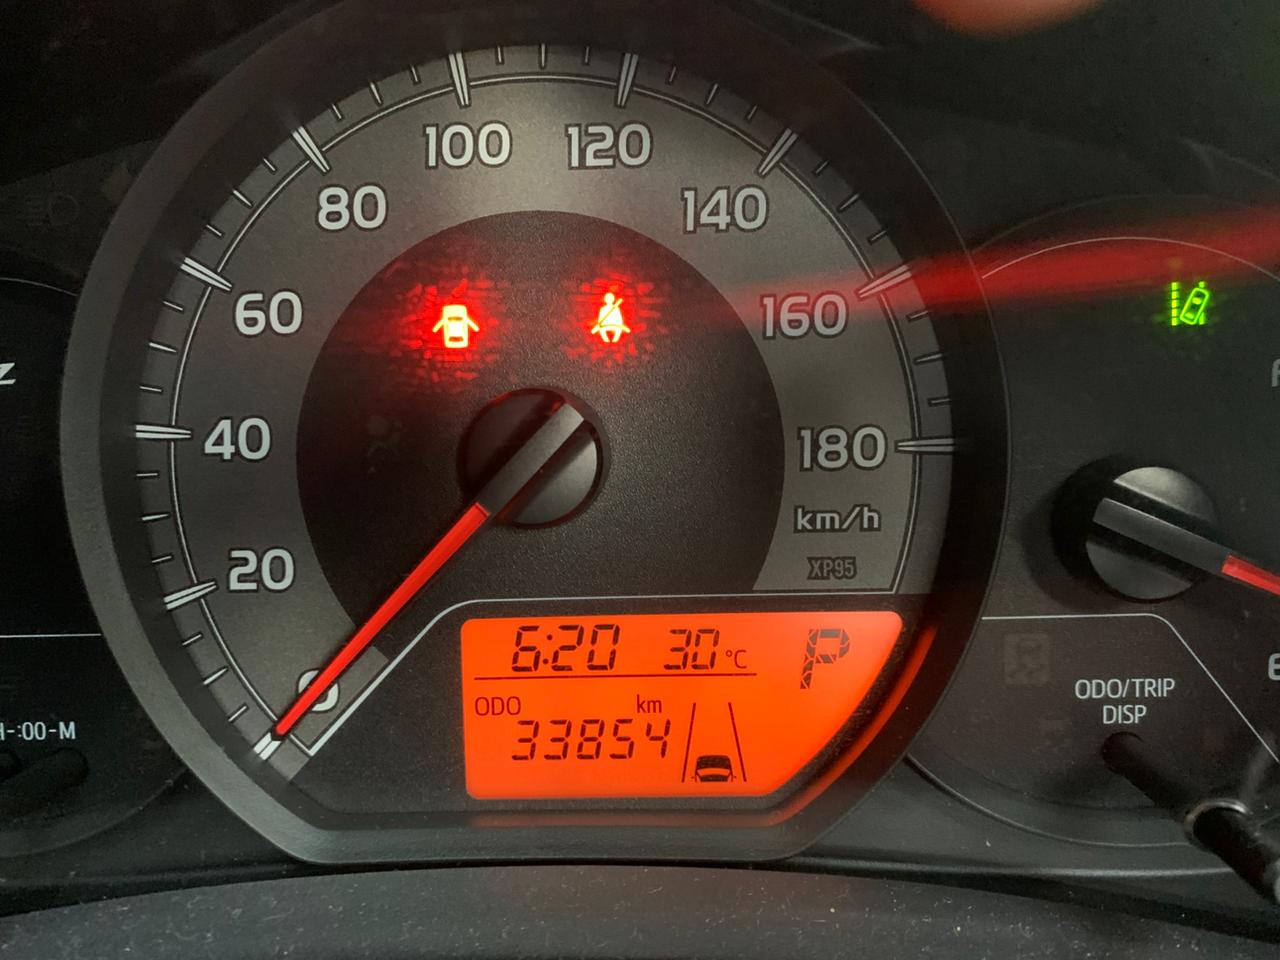 100 120
80 140
60 160
40 180
km/h
20 XP95
0
6:20 30°C P
ODO km
33854
ODO/TRIP
DISP
H-:00-M
E